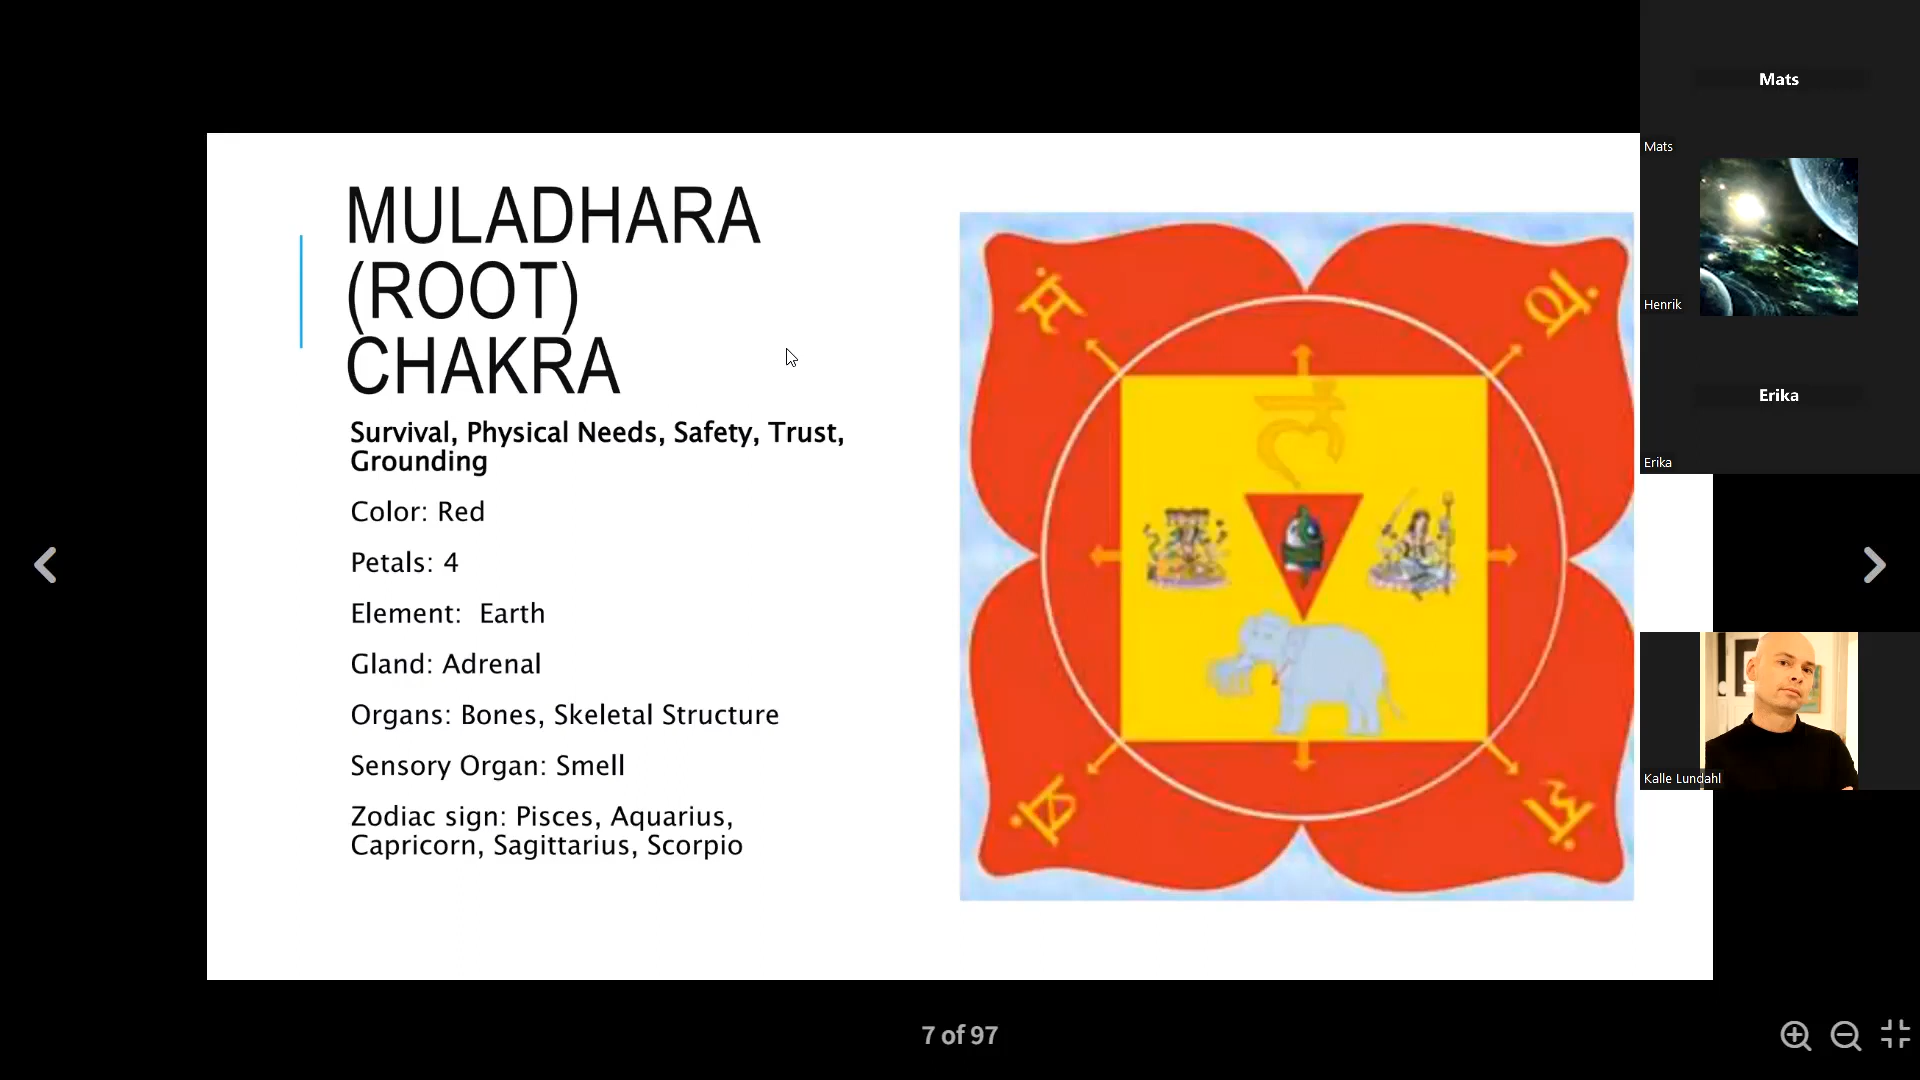 MULADHARA
(ROOT)
CHAKRA
Survival, Physical Needs, Safety, Trust,
Grounding
Color: Red
Petals: 4
Element:  Earth
Gland: Adrenal
Organs: Bones, Skeletal Structure
Sensory Organ: Smell
Zodiac sign: Pisces, Aquarius,
Capricorn, Sagittarius, Scorpio
लं
Mats
Mats
Henrik
Erika
Erika
Kalle Lundahl
7 of 97